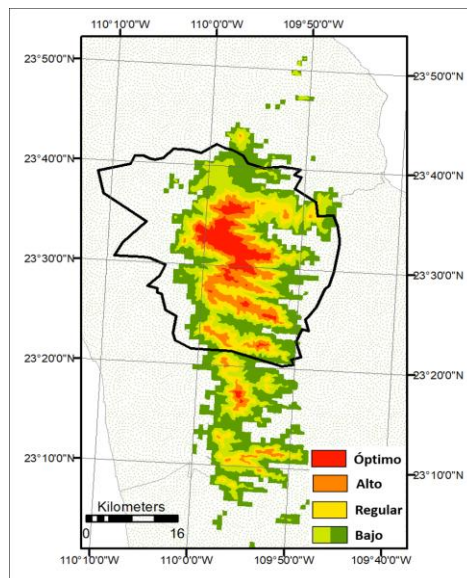 110°10'0"W 110°0'0"W 109°50'0"W
23°50'0"N
23°50'0"N
23°40'0"N
23°40'0"N
23°30'0"N
23°30'0"N
23°20'0"N
23°20'0"N
23°10'0"N
23°10'0"N
Óptimo
Alto
Regular
Bajo
Kilometers
0 16
110°10'0"W 110°0'0"W 109°50'0"W 109°40'0"W